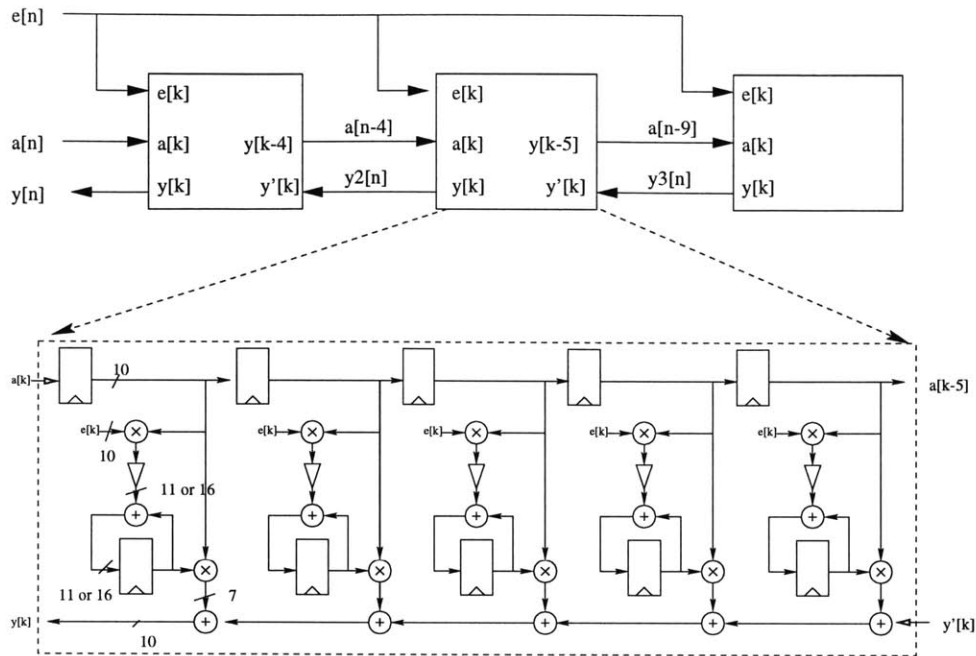 e[n]
e[k] e[k] e[k]
a[n-4] a[n-9]
a[n] a[k] y[k-4] a[k] y[k-5] a[k]
y2[n] y3[n]
y[n] y[k] y'[k] y[k] y'[k] y[k]
10
a[k] a[k-5]
e[k] × e[k] × e[k] × e[k] × e[k] ×
10
11 or 16
+ + + + +
× × × × ×
11 or 16 7
y[k] + + + + + y'[k]
10